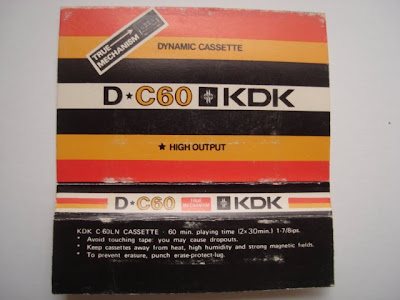 TRUE-
MECHANISM
DYNAMIC CASSETTE
D★C60 KDK
★ HIGH OUTPUT
D★C60 TRUE MECHANISM KDK
KDK C-60LN CASSETTE · 60 min. playing time (2x30min.) 1-7/8ips.
* Avoid touching tape: you may cause dropouts.
* Keep cassettes away from heat, high humidity and strong magnetic fields.
* To prevent erasure, punch erase-protect-lug.